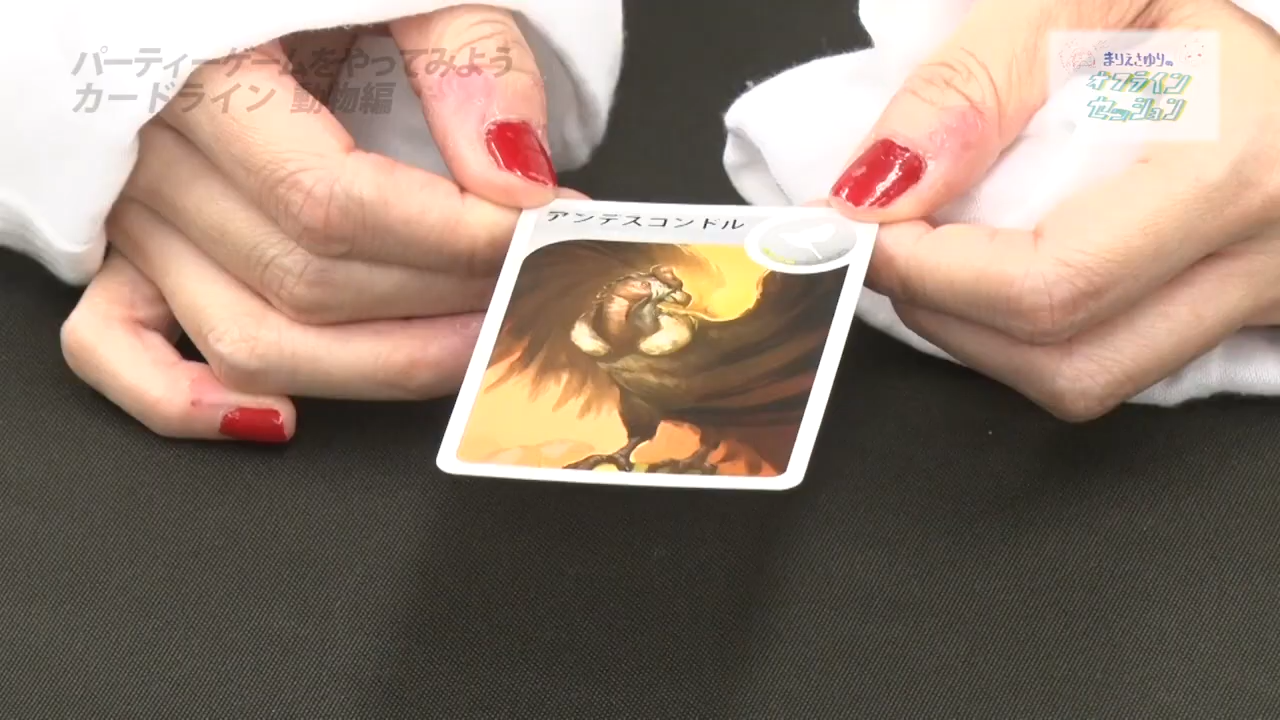 パーティーゲームをやってみよう
カードライン 動物編
まりえさゆりの
オフライン
セッション
アンデスコンドル